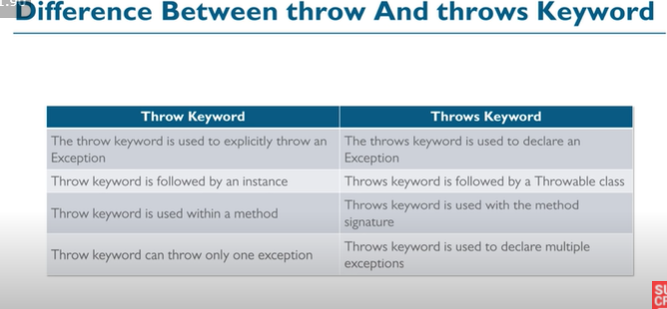 Difference Between throw And throws Keyword
Throw Keyword
Throws Keyword
The throw keyword is used to explicitly throw an
Exception
The throws keyword is used to declare an
Exception
Throw keyword is followed by an instance
Throws keyword is followed by a Throwable class
Throw keyword is used within a method
Throws keyword is used with the method
signature
Throw keyword can throw only one exception
Throws keyword is used to declare multiple
exceptions